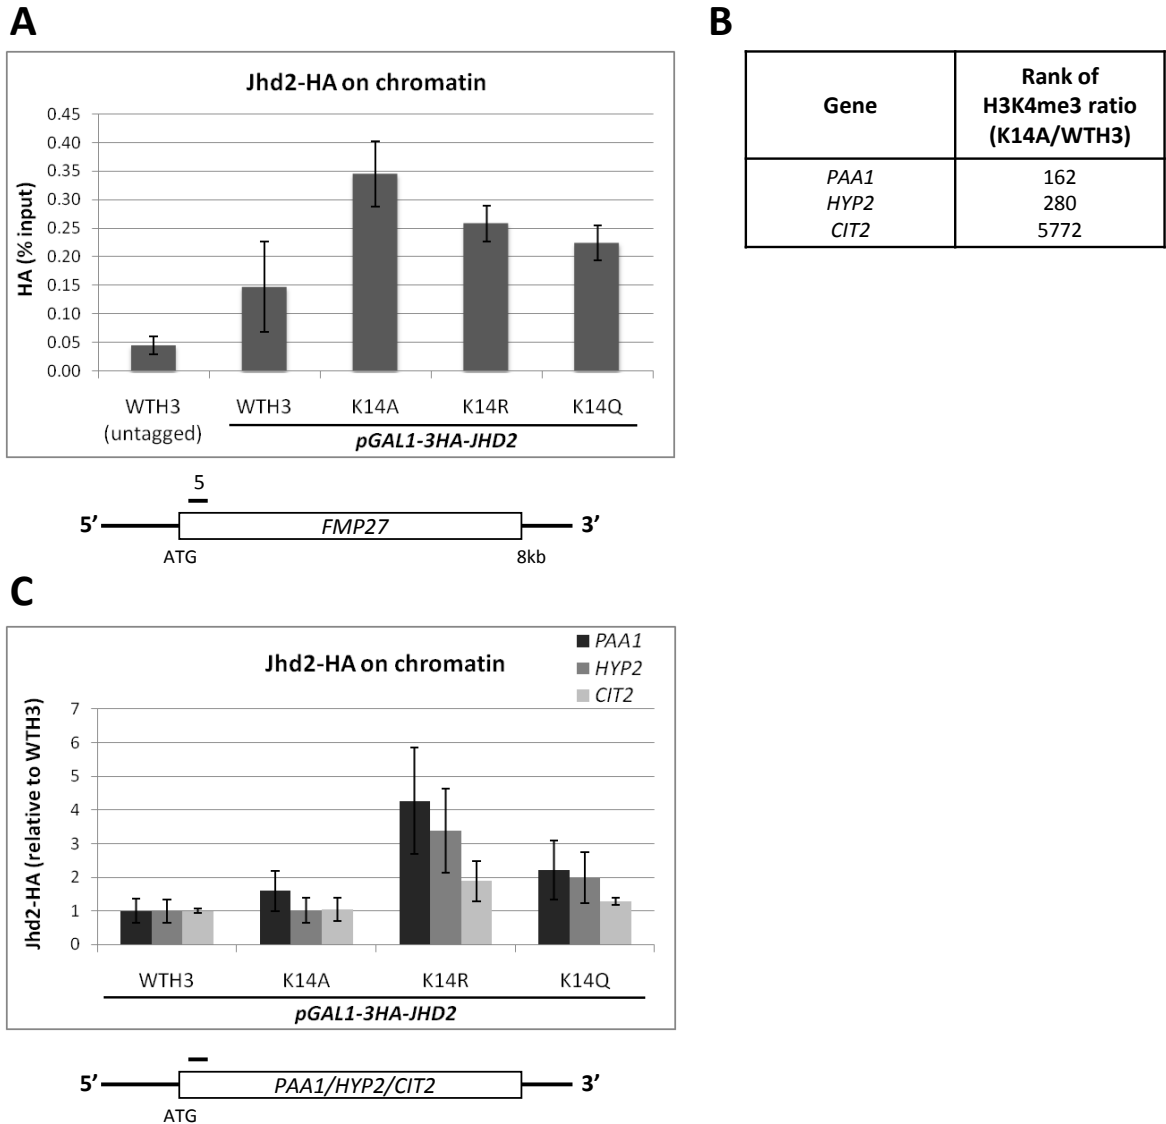 A
Jhd2-HA on chromatin
HA (% input)
0.45
0.40
0.35
0.30
0.25
0.20
0.15
0.10
0.05
0.00
WTH3 WTH3 K14A K14R K14Q
(untagged)
pGAL1-3HA-JHD2
5
5’ FMP27 3’
ATG 8kb
B
Gene
Rank of
H3K4me3 ratio
(K14A/WTH3)
PAA1 162
HYP2 280
CIT2 5772
C
Jhd2-HA on chromatin
PAA1
HYP2
CIT2
Jhd2-HA (relative to WTH3)
7
6
5
4
3
2
1
0
WTH3 K14A K14R K14Q
pGAL1-3HA-JHD2
5’ PAA1/HYP2/CIT2 3’
ATG